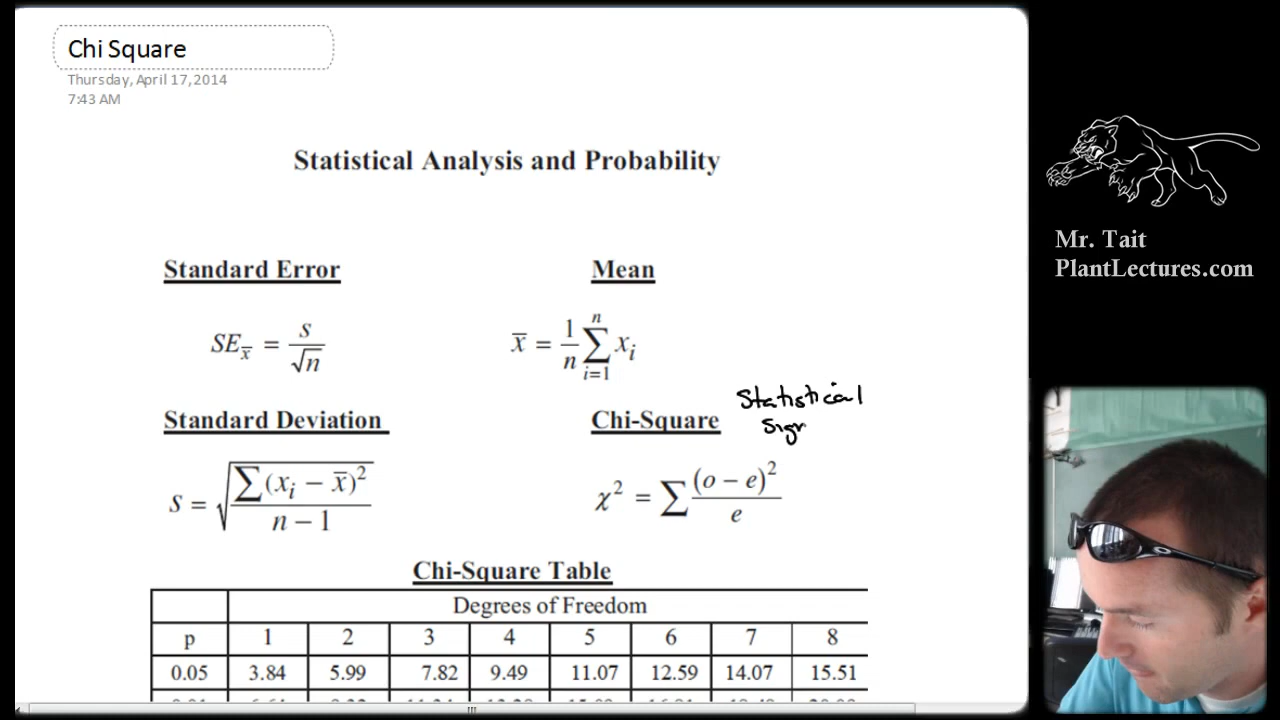 Chi Square
Thursday, April 17, 2014
7:43 AM
Statistical Analysis and Probability
Standard Error
Mean
SE_x̄ = s/√n
x̄ = 1/n ∑_{i=1}^{n} x_i
Statistical
Sign
Standard Deviation
Chi-Square
S = √(∑(x_i – x̄)²/(n – 1))
χ² = ∑ (o – e)²/e
Chi-Square Table
Degrees of Freedom
p 1 2 3 4 5 6 7 8
0.05 3.84 5.99 7.82 9.49 11.07 12.59 14.07 15.51
Mr. Tait
PlantLectures.com